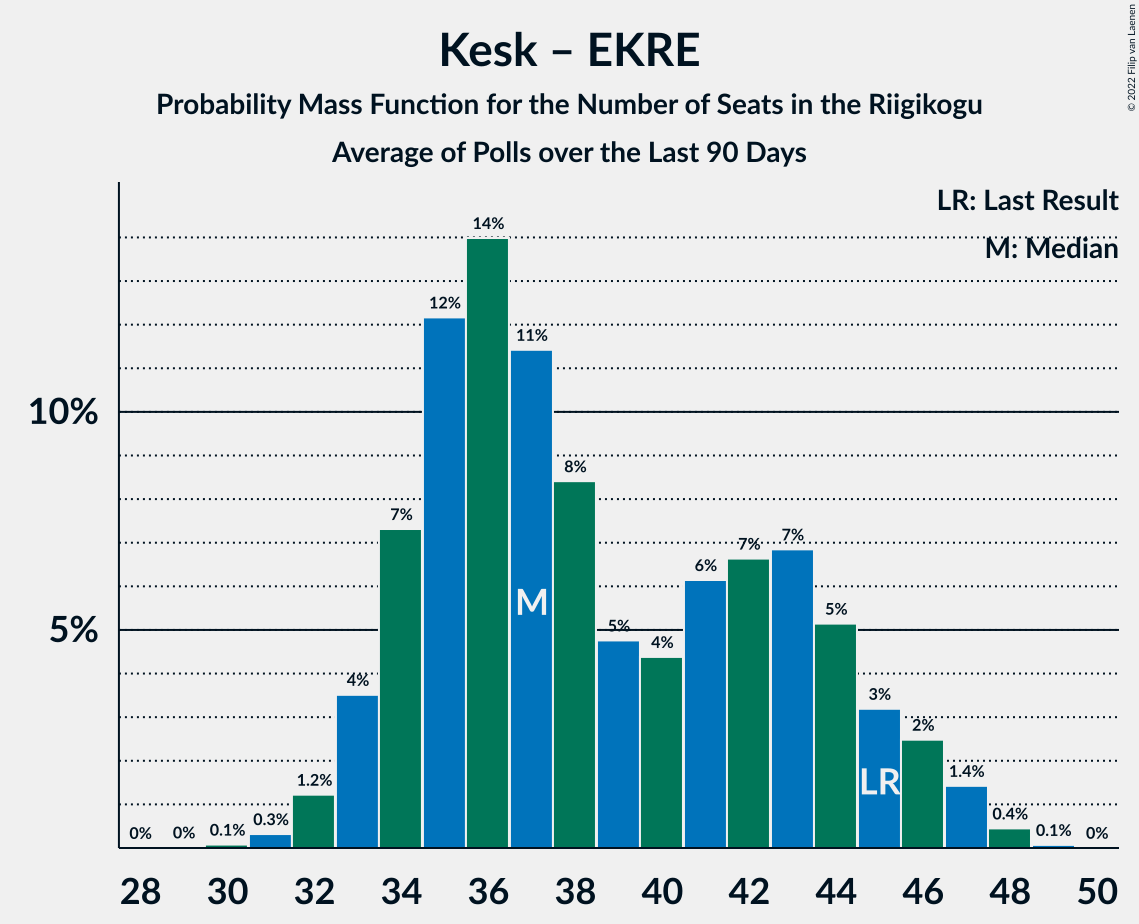 Kesk – EKRE
Probability Mass Function for the Number of Seats in the Riigikogu
Average of Polls over the Last 90 Days
© 2022 Filip van Laenen
LR: Last Result
M: Median
10%
5%
0%
0%
0.1%
0.3%
1.2%
4%
7%
12%
14%
11%
8%
5%
4%
6%
7%
7%
5%
3%
2%
1.4%
0.4%
0.1%
0%
M
LR
28 30 32 34 36 38 40 42 44 46 48 50